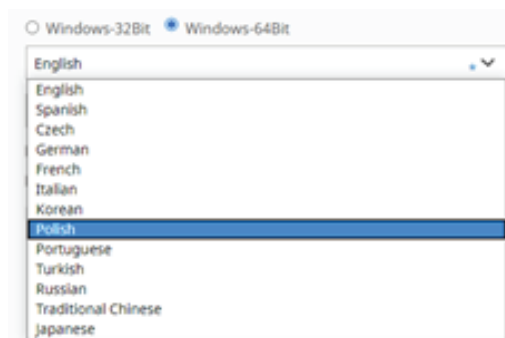 Windows-32Bit Windows-64Bit
English
English
Spanish
Czech
German
French
Italian
Korean
Polish
Portuguese
Turkish
Russian
Traditional Chinese
Japanese